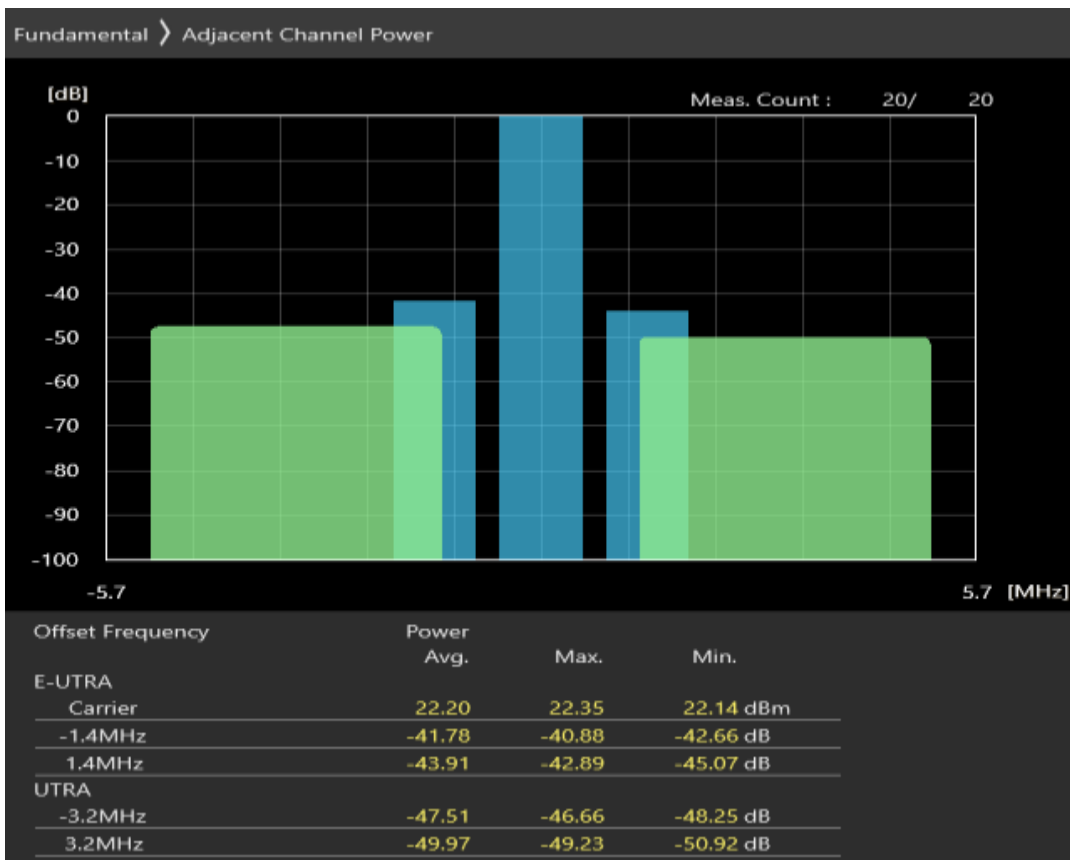 Fundamental 〉 Adjacent Channel Power
[dB]
Meas. Count : 20/ 20
0
-10
-20
-30
-40
-50
-60
-70
-80
-90
-100
-5.7 5.7 [MHz]
Offset Frequency Power
Avg. Max. Min.
E-UTRA
Carrier 22.20 22.35 22.14 dBm
-1.4MHz -41.78 -40.88 -42.66 dB
1.4MHz -43.91 -42.89 -45.07 dB
UTRA
-3.2MHz -47.51 -46.66 -48.25 dB
3.2MHz -49.97 -49.23 -50.92 dB